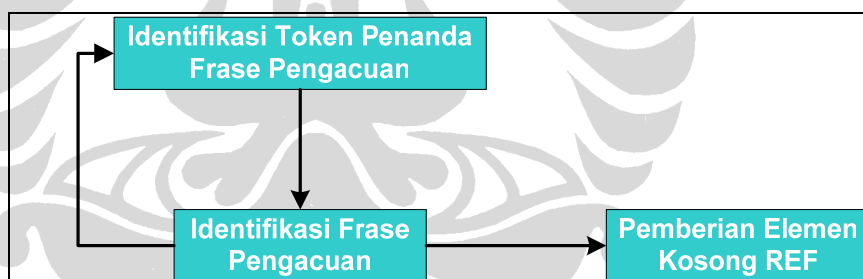 Identifikasi Token Penanda
Frase Pengacuan
Identifikasi Frase
Pengacuan
Pemberian Elemen
Kosong REF